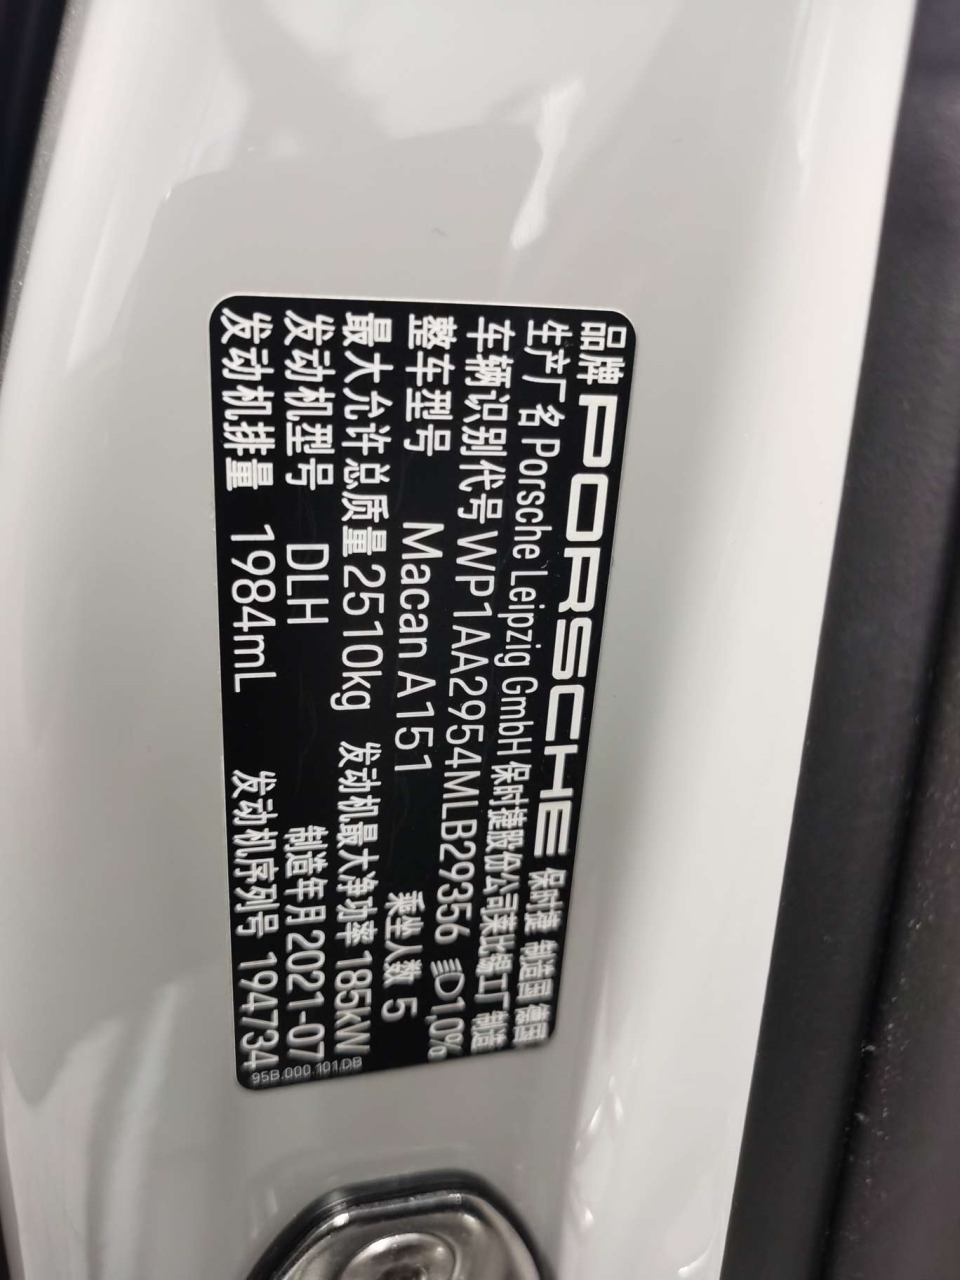 品牌 PORSCHE 保时捷 制造国 德国
生产厂名 Porsche Leipzig GmbH 保时捷股份公司莱比锡工厂 制造
车辆识别代号 WP1AA2954MLB29356 1,0%
整车型号 Macan A151 乘坐人数 5
最大允许总质量 2510kg 发动机最大净功率 185kW
发动机型号 DLH 制造年月 2021-07
发动机排量 1984mL 发动机序列号 194734
95B.000.101.DB